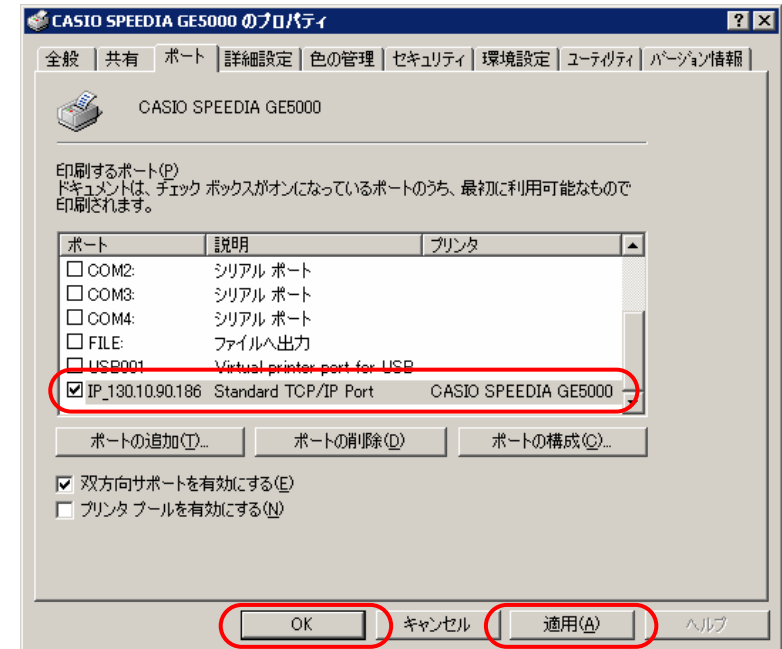 CASIO SPEEDIA GE5000 のプロパティ
全般 共有 ポート 詳細設定 色の管理 セキュリティ 環境設定 ユーティリティ バージョン情報
CASIO SPEEDIA GE5000
印刷するポート(P)
ドキュメントは、チェック ボックスがオンになっているポートのうち、最初に利用可能なもので
印刷されます。
ポート 説明 プリンタ
COM2: シリアル ポート
COM3: シリアル ポート
COM4: シリアル ポート
FILE: ファイルへ出力
USB001 Virtual printer port for USB
IP_130.10.90.186 Standard TCP/IP Port CASIO SPEEDIA GE5000
ポートの追加(T)... ポートの削除(D) ポートの構成(C)...
双方向サポートを有効にする(E)
プリンタ プールを有効にする(N)
OK キャンセル 適用(A) ヘルプ